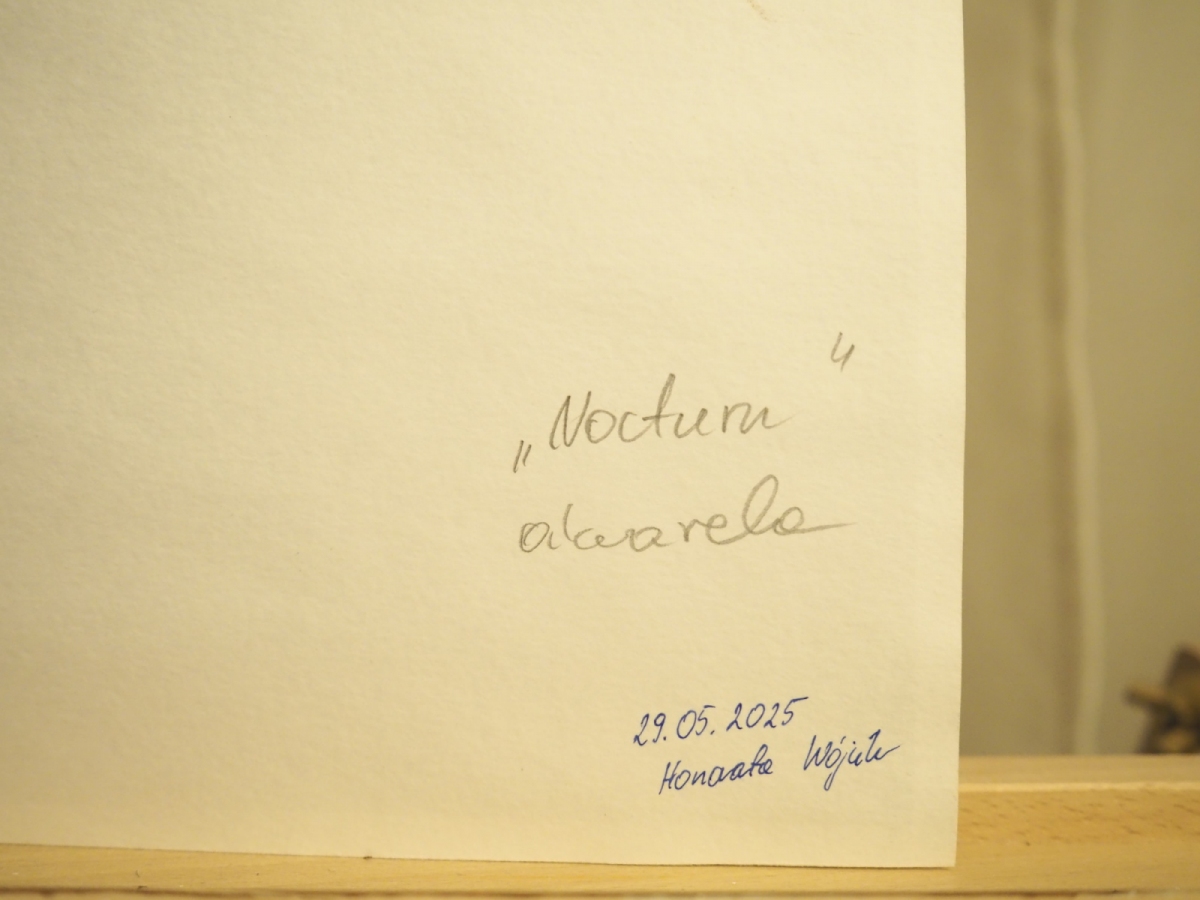 „Nocturn"
akwarela
29.05.2025
Honorata Wójcik